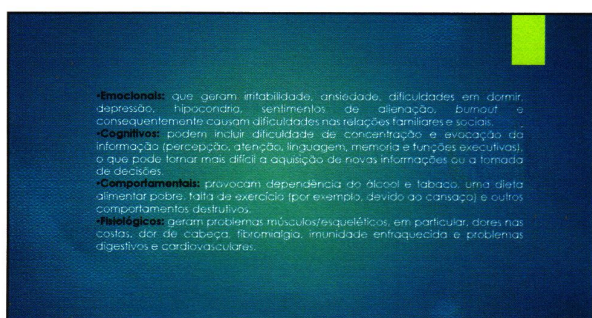 •Emocionais: que geram irritabilidade, ansiedade, dificuldades em dormir,
depressão, hipocondria, sentimentos de alienação, burnout e
consequentemente causam dificuldades nas relações familiares e sociais.
•Cognitivos: podem incluir dificuldade de concentração e evocação da
informação (percepção, atenção, linguagem, memoria e funções executivas),
o que pode tornar mais difícil a aquisição de novas informações ou a tomada
de decisões.
•Comportamentais: provocam dependência do álcool e tabaco, uma dieta
alimentar pobre, falta de exercício (por exemplo, devido ao cansaço) e outros
comportamentos destrutivos.
•Fisiológicos: geram problemas músculos/esqueléticos, em particular, dores nas
costas, dor de cabeça, fibromialgia, imunidade enfraquecida e problemas
digestivos e cardiovasculares.